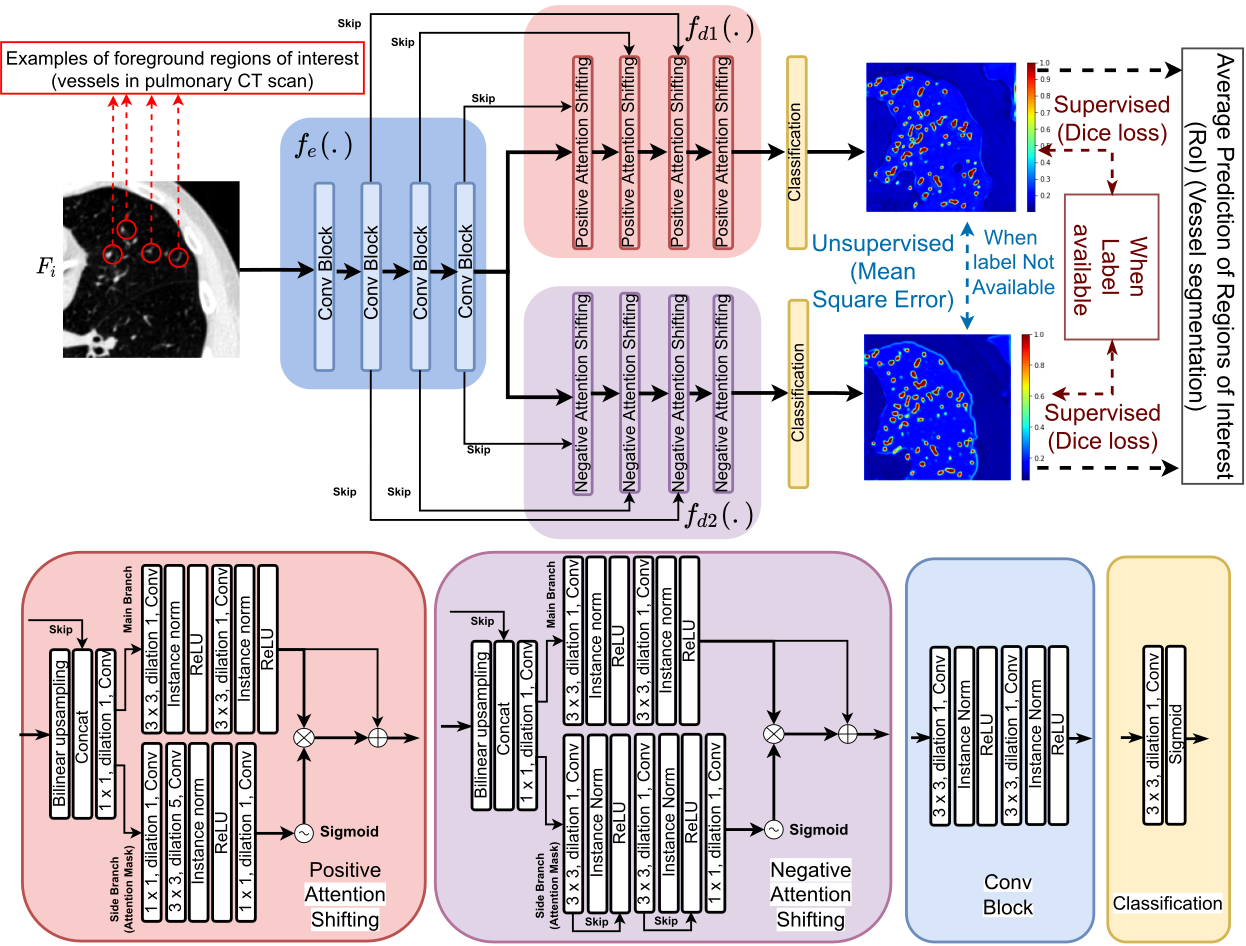 Examples of foreground regions of interest
(vessels in pulmonary CT scan)
F_i
f_e(.)
Conv Block
Conv Block
Conv Block
Conv Block
Skip
Skip
Skip
Skip
Skip
Skip
f_{d1}(.)
Positive Attention Shifting
Positive Attention Shifting
Positive Attention Shifting
Positive Attention Shifting
f_{d2}(.)
Negative Attention Shifting
Negative Attention Shifting
Negative Attention Shifting
Negative Attention Shifting
Classification
Classification
1.0
0.9
0.8
0.7
0.6
0.5
0.4
0.3
0.2
1.0
0.8
0.6
0.4
0.2
Supervised
(Dice loss)
Unsupervised
(Mean
Square Error)
When
label Not
Available
When
Label
available
Supervised
(Dice loss)
Average Prediction of Regions of Interest
(RoI) (Vessel segmentation)
Skip
Bilinear upsampling
Concat
1 x 1, dilation 1, Conv
Main Branch
3 x 3, dilation 1, Conv
Instance norm
ReLU
3 x 3, dilation 1, Conv
Instance norm
ReLU
Side Branch
(Attention Mask)
1 x 1, dilation 1, Conv
3 x 3, dilation 5, Conv
Instance norm
ReLU
1 x 1, dilation 1, Conv
Sigmoid
Positive
Attention
Shifting
Skip
Bilinear upsampling
Concat
1 x 1, dilation 1, Conv
Main Branch
3 x 3, dilation 1, Conv
Instance norm
ReLU
3 x 3, dilation 1, Conv
Instance norm
ReLU
Side Branch
(Attention Mask)
3 x 3, dilation 1, Conv
Instance Norm
ReLU
3 x 3, dilation 1, Conv
Instance Norm
ReLU
1 x 1, dilation 1, Conv
Skip
Skip
Sigmoid
Negative
Attention
Shifting
3 x 3, dilation 1, Conv
Instance Norm
ReLU
3 x 3, dilation 1, Conv
Instance Norm
ReLU
Conv
Block
3 x 3, dilation 1, Conv
Sigmoid
Classification